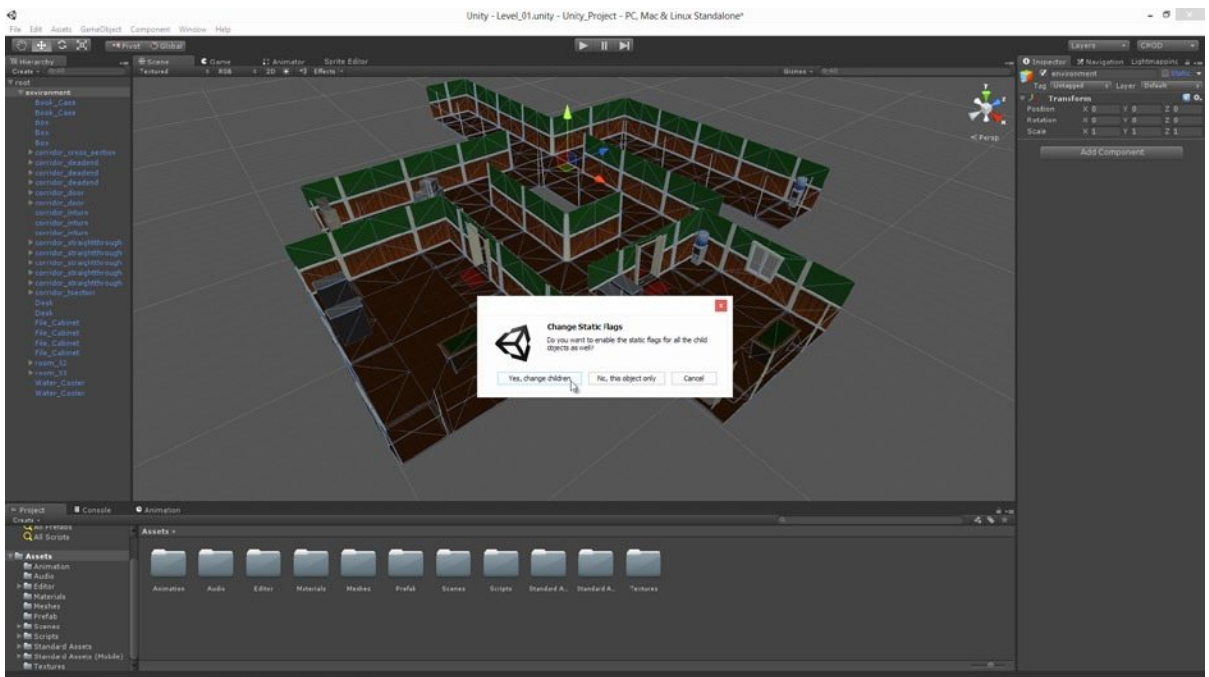 Unity - Level_01.unity - Unity_Project - PC, Mac & Linux Standalone*
File Edit Assets GameObject Component Window Help
Pivot Global
Layers CMOD
Hierarchy
Scene Game Animator Sprite Editor
Inspector Navigation Lightmapping
Create
Textured RGB 2D Effects
Gizmos
environment Static
Tag Untagged Layer Default
Transform
Position X 0 Y 0 Z 0
Rotation X 0 Y 0 Z 0
Scale X 1 Y 1 Z 1
Add Component
root
environment
Book_Case
Book_Case
Box
Box
Box
corridor_cross_section
corridor_deadend
corridor_deadend
corridor_deadend
corridor_door
corridor_door
corridor_inturn
corridor_inturn
corridor_inturn
corridor_straightthrough
corridor_straightthrough
corridor_straightthrough
corridor_straightthrough
corridor_straightthrough
corridor_tsection
Desk
Desk
File_Cabinet
File_Cabinet
File_Cabinet
File_Cabinet
room_32
room_33
Water_Cooler
Water_Cooler
y
z
Persp
Change Static Flags
Do you want to enable the static flags for all the child
objects as well?
Yes, change children No, this object only Cancel
Project Console Animation
Create
All Prefabs
All Scripts
Assets
Animation
Audio
Editor
Materials
Meshes
Prefab
Scenes
Scripts
Standard Assets
Standard Assets (Mobile)
Textures
Assets
Animation Audio Editor Materials Meshes Prefab Scenes Scripts Standard A... Standard A... Textures